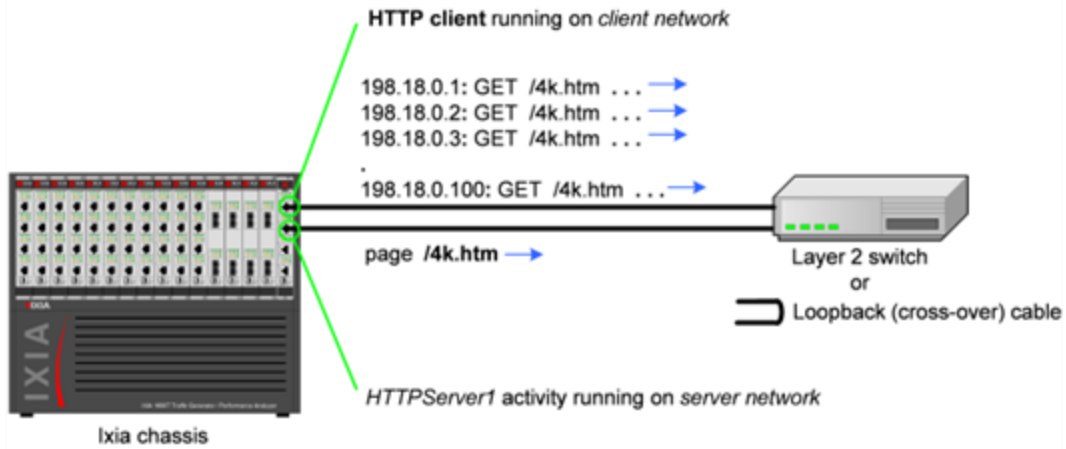 HTTP client running on client network
198.18.0.1: GET /4k.htm . . .
198.18.0.2: GET /4k.htm . . .
198.18.0.3: GET /4k.htm . . .
.
198.18.0.100: GET /4k.htm . . .
page /4k.htm
Layer 2 switch
or
Loopback (cross-over) cable
IXIA
IXIA
HTTPServer1 activity running on server network
Ixia chassis